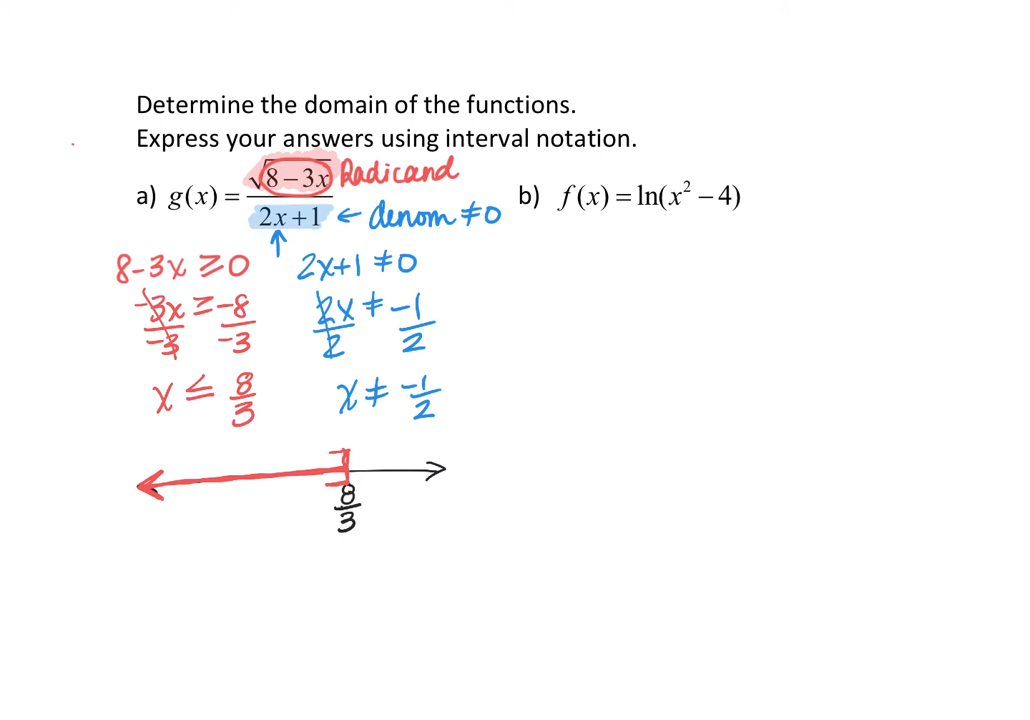 Determine the domain of the functions.
Express your answers using interval notation.
a) g(x) = √(8 − 3x) / (2x + 1)
Radicand
← denom ≠ 0
b) f(x) = ln(x² − 4)
8 - 3x ≥ 0
-3x ≥ -8
-3 -3
x ≤ 8/3
2x + 1 ≠ 0
2x ≠ -1
2 2
x ≠ -1/2
8/3